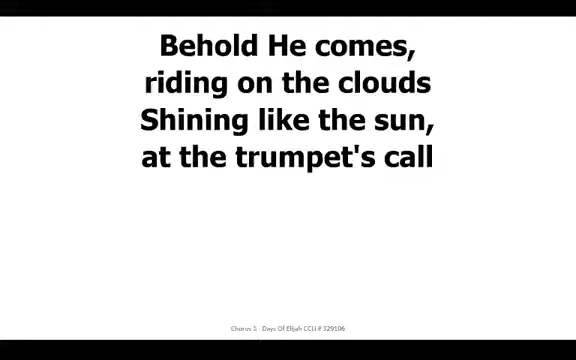 Behold He comes,
riding on the clouds
Shining like the sun,
at the trumpet's call
Chorus 3 - Days Of Elijah CCLI # 329106